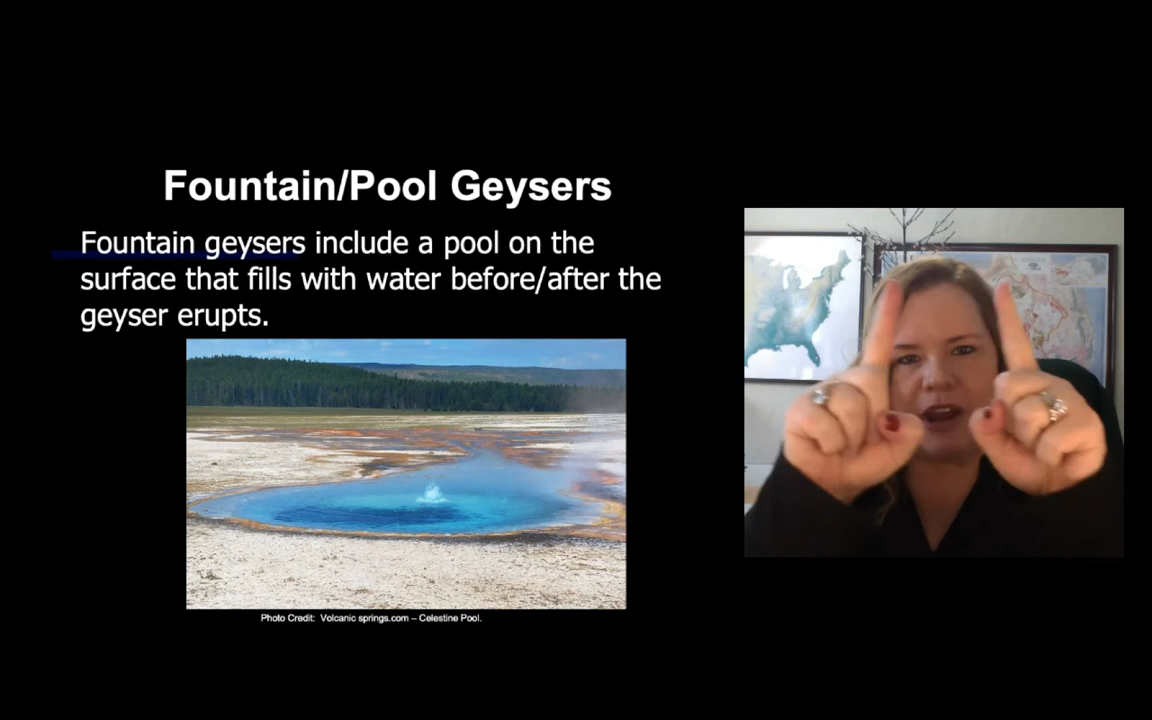 Fountain/Pool Geysers
Fountain geysers include a pool on the
surface that fills with water before/after the
geyser erupts.
Photo Credit:  Volcanic springs.com – Celestine Pool.